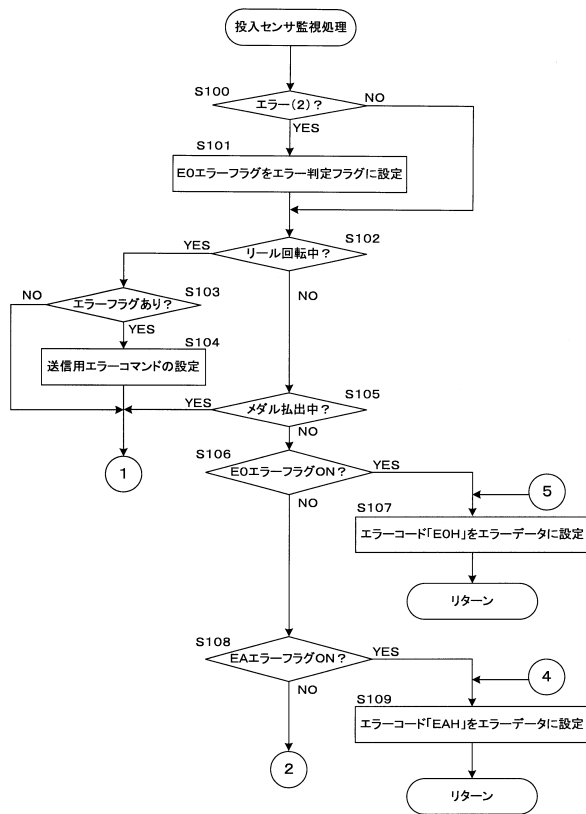 投入センサ監視処理
S100
エラー(2)?
NO
YES
S101
E0エラーフラグをエラー判定フラグに設定
S102
YES
リール回転中?
NO
S103
NO
エラーフラグあり?
YES
S104
送信用エラーコマンドの設定
S105
YES
メダル払出中?
NO
1
S106
E0エラーフラグON?
YES
NO
5
S107
エラーコード「E0H」をエラーデータに設定
リターン
S108
EAエラーフラグON?
YES
NO
4
S109
エラーコード「EAH」をエラーデータに設定
2
リターン